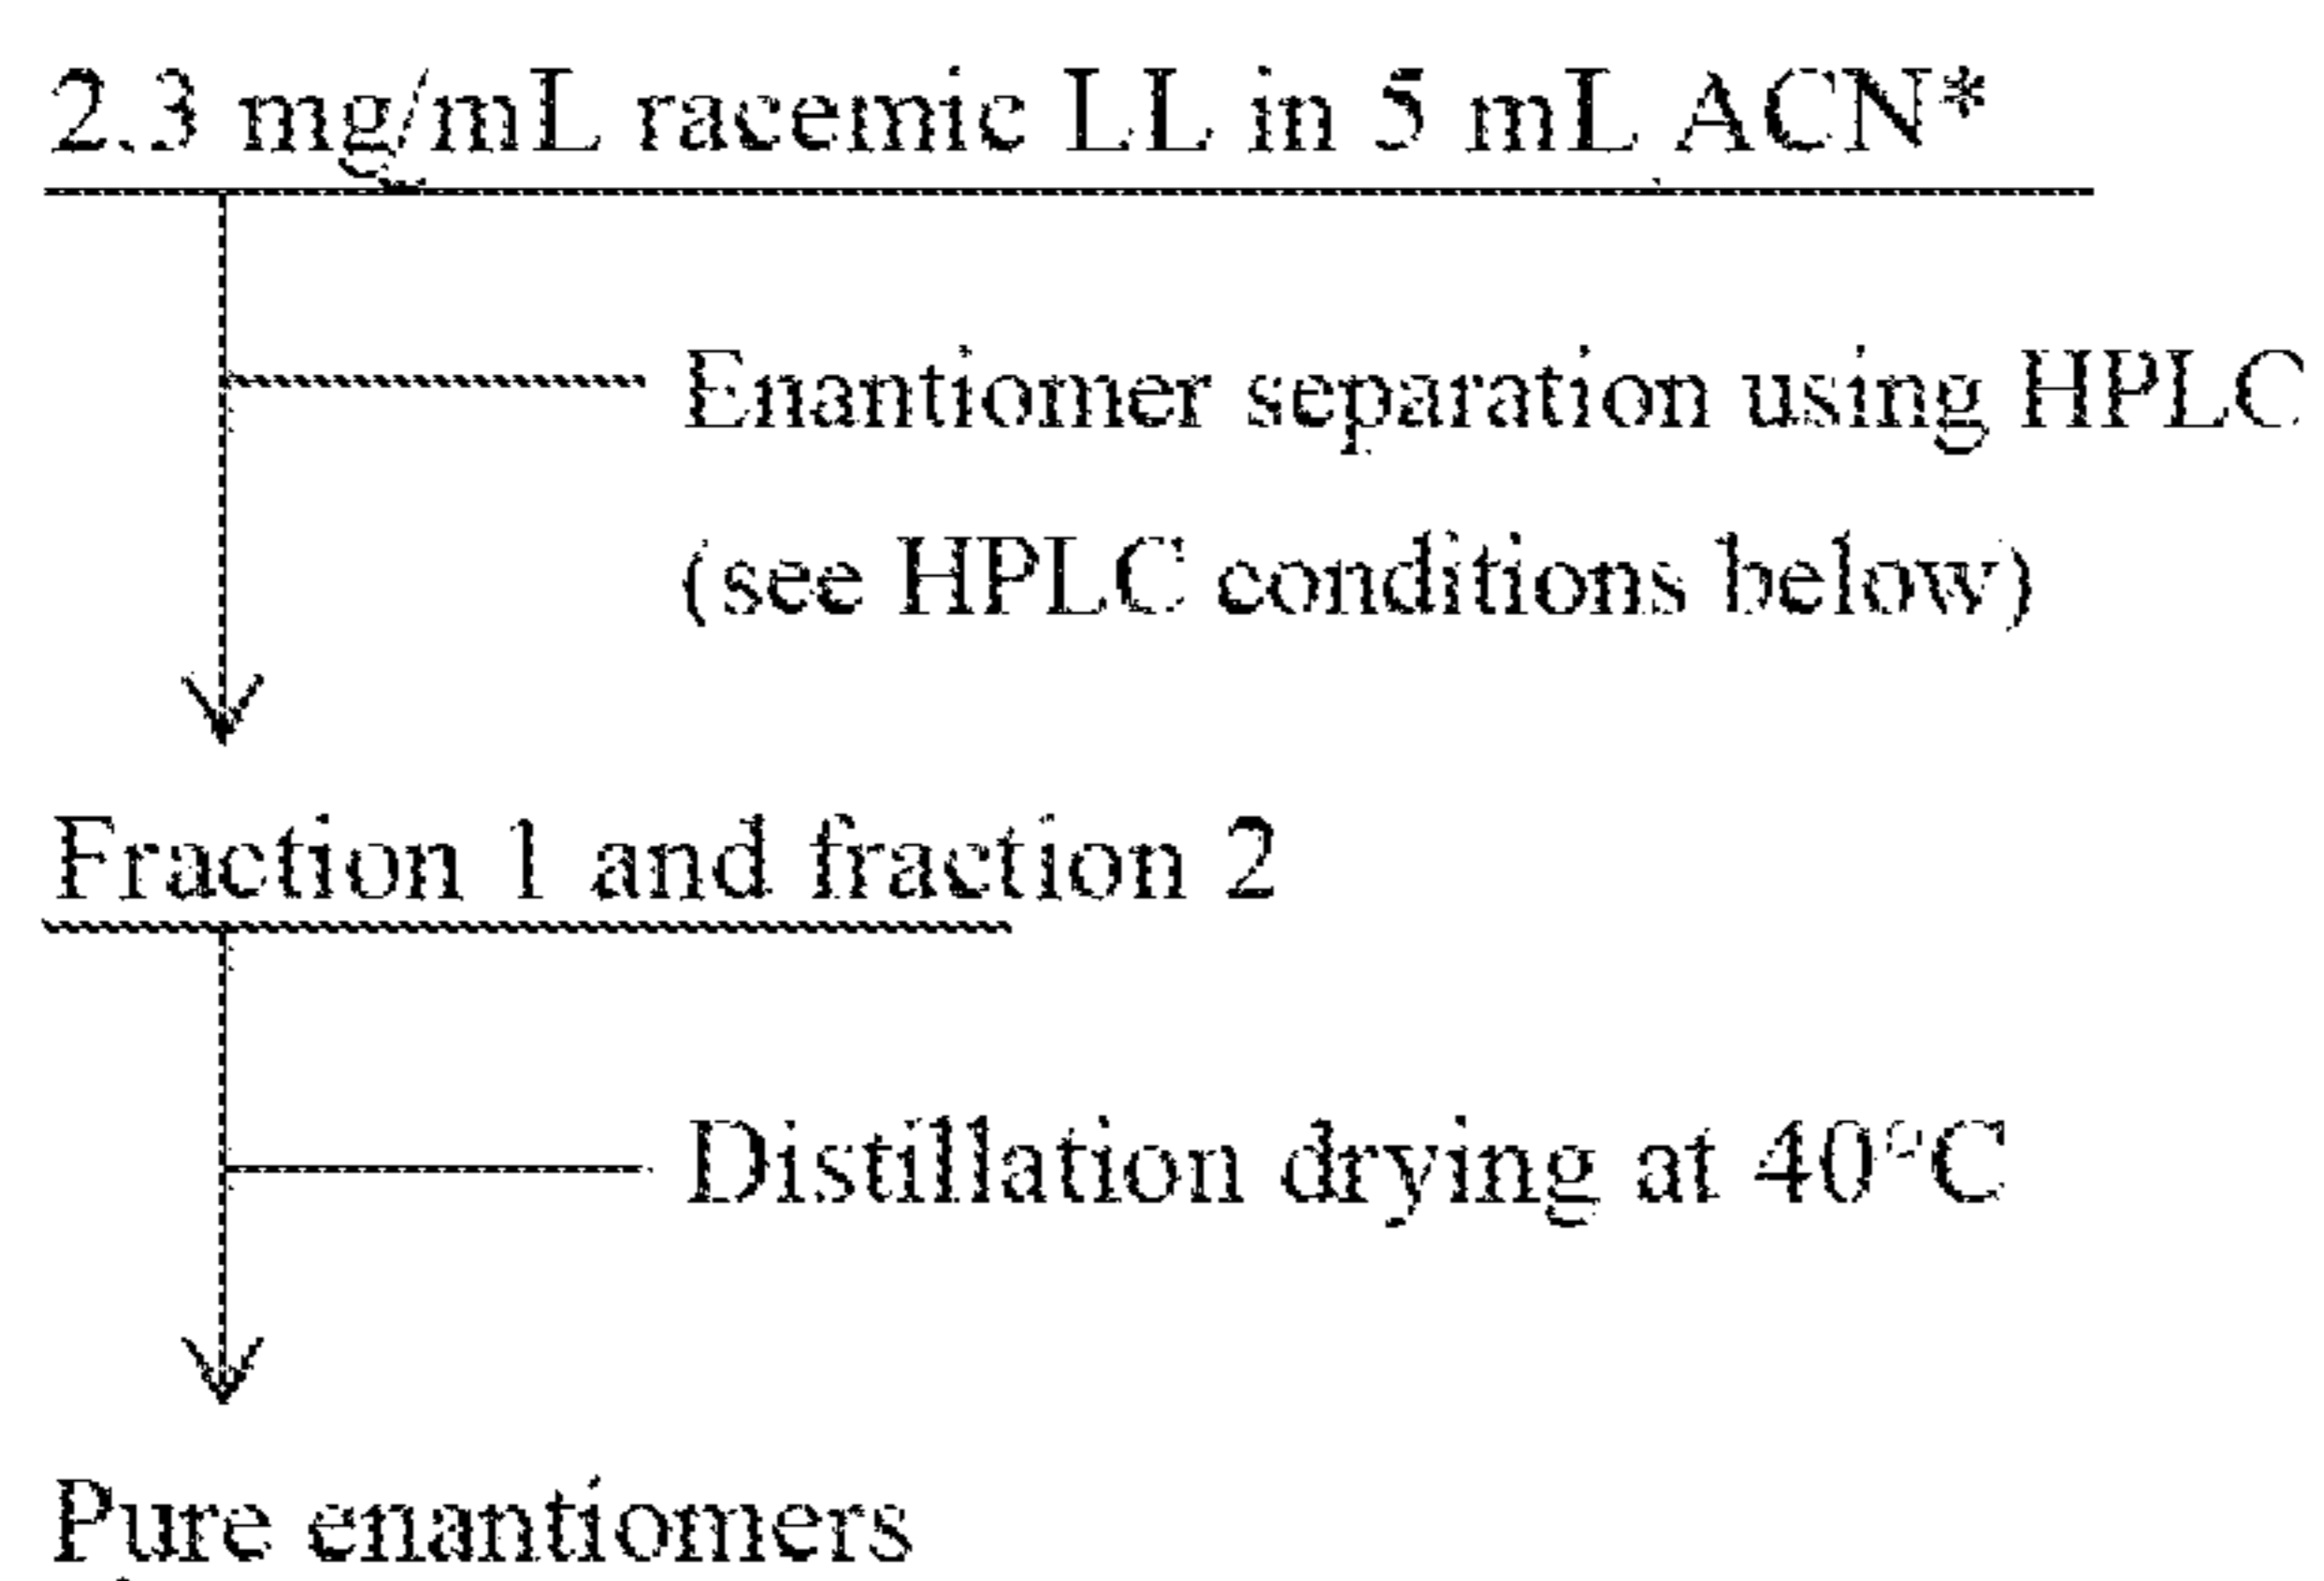 2.3 mg/mL racemic LL in 5 mL ACN*
Enantiomer separation using HPLC
(see HPLC conditions below)
Fraction 1 and fraction 2
Distillation drying at 40°C
Pure enantiomers